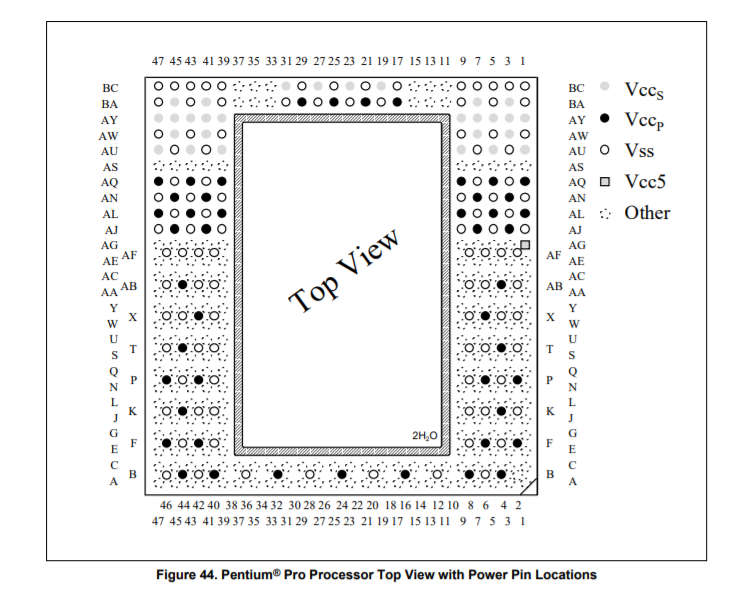 47 45 43 41 39 37 35 33 31 29 27 25 23 21 19 17 15 13 11 9 7 5 3 1
BC BC VccS
BA BA
AY AY VccP
AW AW
AU AU Vss
AS AS
AQ AQ Vcc5
AN AN
AL AL Other
AJ AJ
AG AG
AF AF
AE AE
AC AC
AB AB
AA AA
Y Y
X X
W W
U U
T T
S S
Q Q
P P
N N
L L
K K
J J
G G
F F
E E
C C
B B
A A
Top View
2H2O
46 44 42 40 38 36 34 32 30 28 26 24 22 20 18 16 14 12 10 8 6 4 2
47 45 43 41 39 37 35 33 31 29 27 25 23 21 19 17 15 13 11 9 7 5 3 1
Figure 44. Pentium® Pro Processor Top View with Power Pin Locations